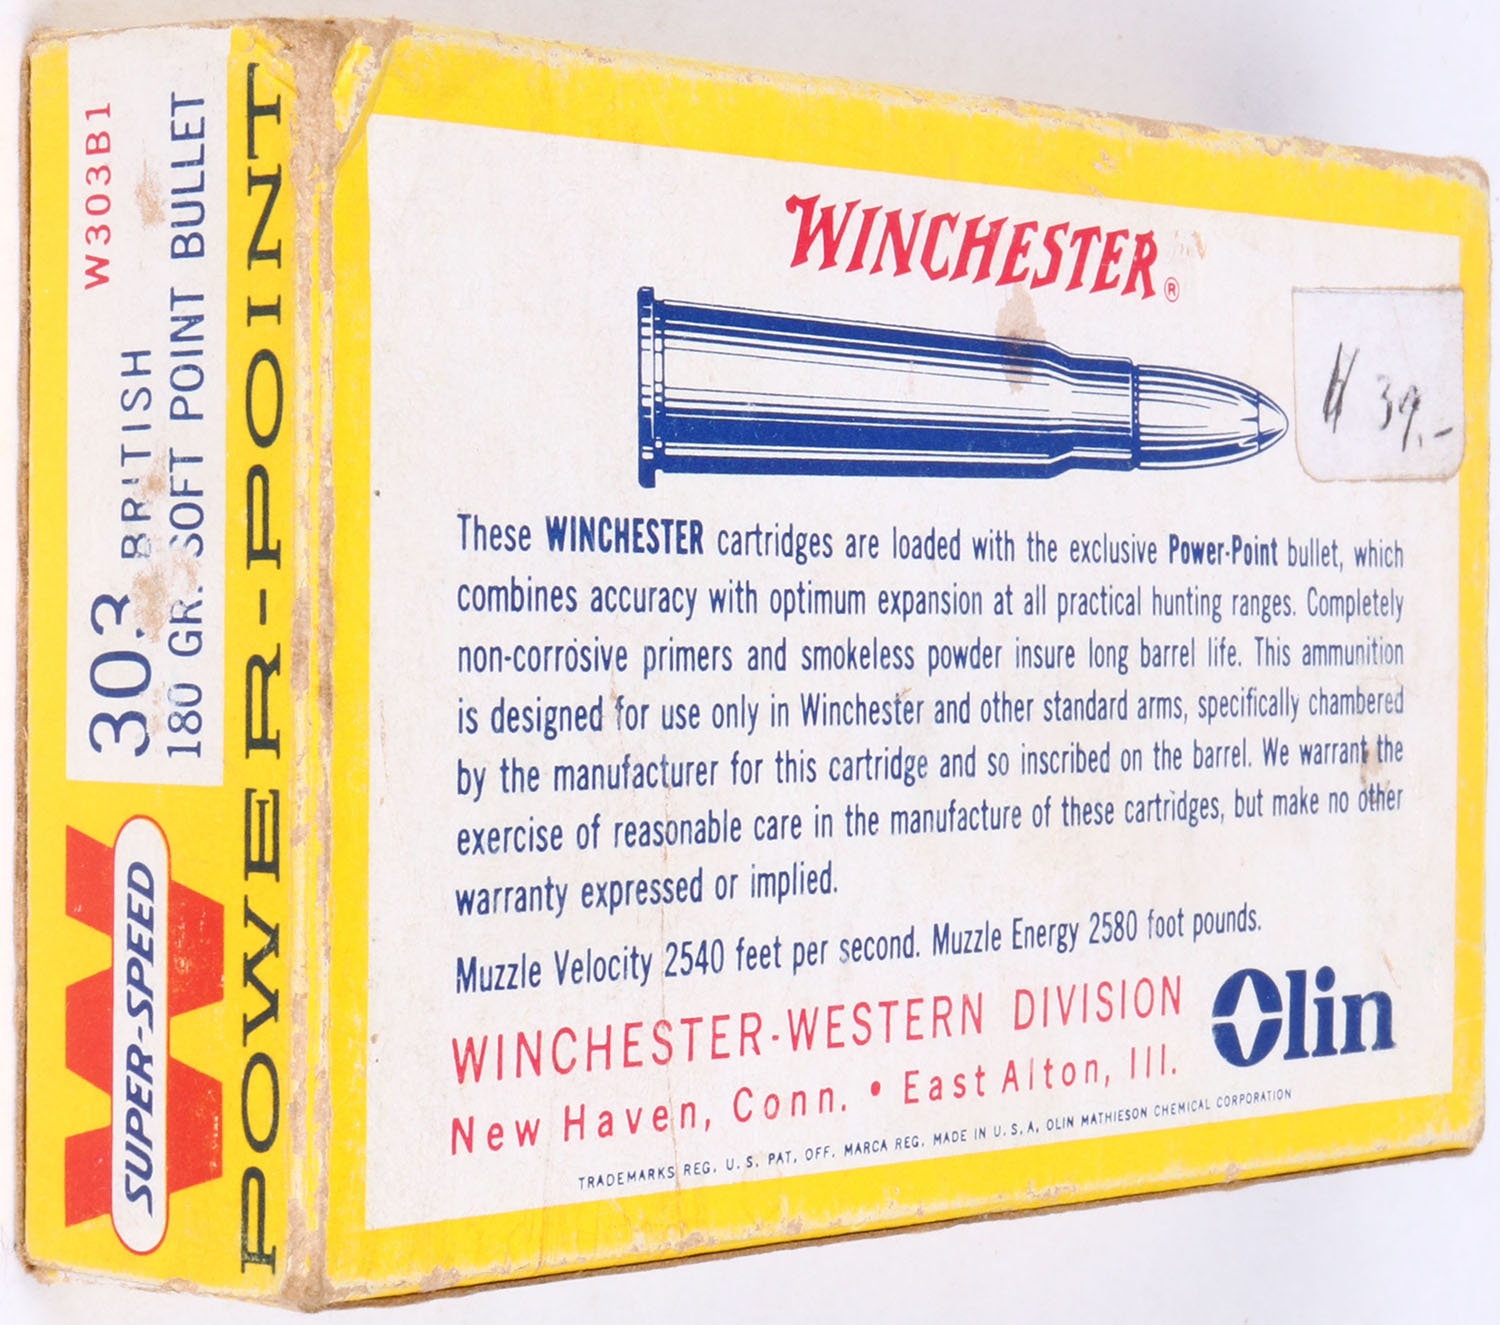 W303B1
303 BRITISH
180 GR. SOFT POINT BULLET
W
SUPER-SPEED
POWER-POINT
WINCHESTER®
39.-
These WINCHESTER cartridges are loaded with the exclusive Power-Point bullet, which
combines accuracy with optimum expansion at all practical hunting ranges. Completely
non-corrosive primers and smokeless powder insure long barrel life. This ammunition
is designed for use only in Winchester and other standard arms, specifically chambered
by the manufacturer for this cartridge and so inscribed on the barrel. We warrant the
exercise of reasonable care in the manufacture of these cartridges, but make no other
warranty expressed or implied.
Muzzle Velocity 2540 feet per second. Muzzle Energy 2580 foot pounds.
WINCHESTER-WESTERN DIVISION
New Haven, Conn. • East Alton, Ill.
Olin
TRADEMARKS REG. U. S. PAT. OFF. MARCA REG. MADE IN U. S. A. OLIN MATHIESON CHEMICAL CORPORATION